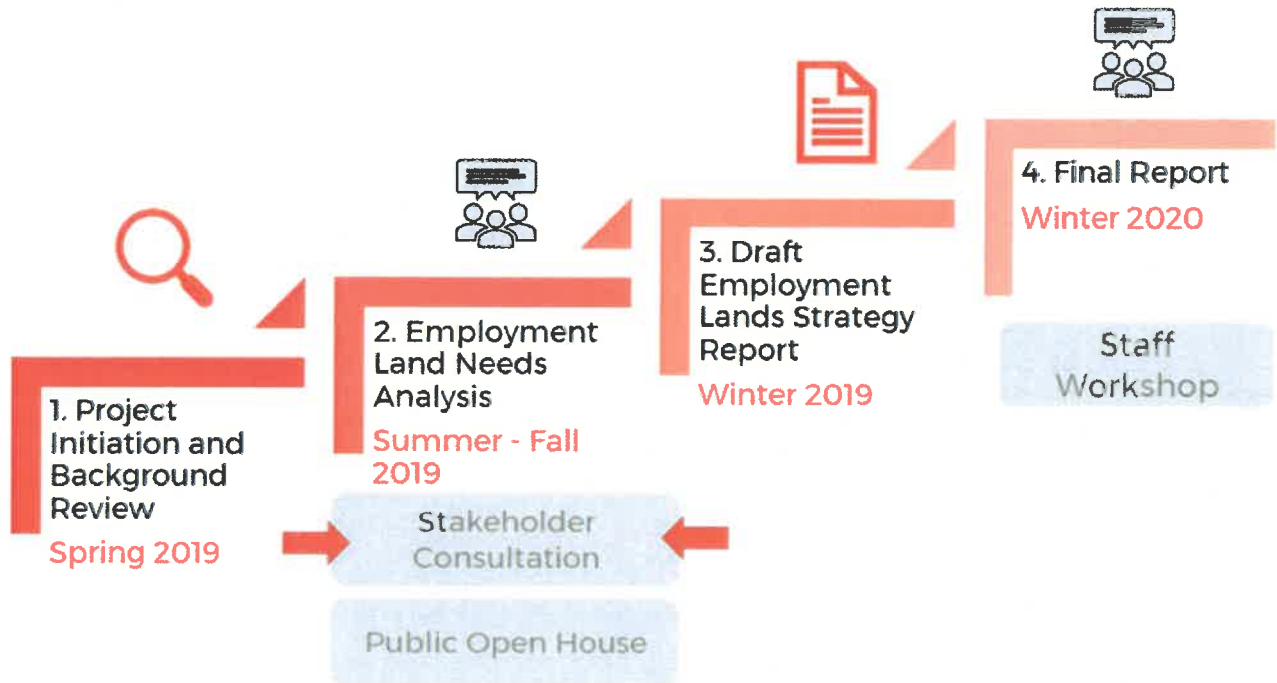 1. Project
Initiation and
Background
Review
Spring 2019
2. Employment
Land Needs
Analysis
Summer - Fall
2019
Stakeholder
Consultation
Public Open House
3. Draft
Employment
Lands Strategy
Report
Winter 2019
4. Final Report
Winter 2020
Staff
Workshop